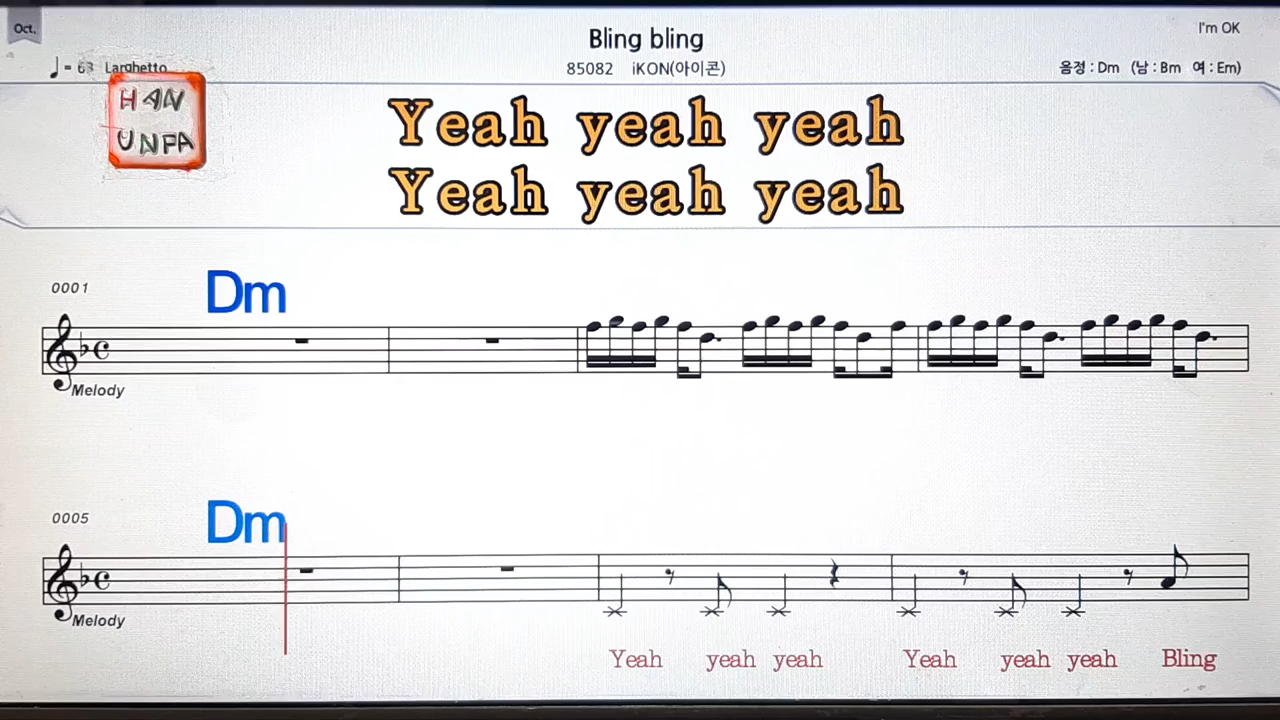 Oct.
Bling bling
I'm OK
♩ = 63 Larghetto
85082 iKON(아이콘)
음정 : Dm (남 : Bm 여 : Em)
HAN
UNPA
Yeah yeah yeah
Yeah yeah yeah
0001
Dm
Melody
0005
Dm
Melody
Yeah yeah yeah Yeah yeah yeah Bling